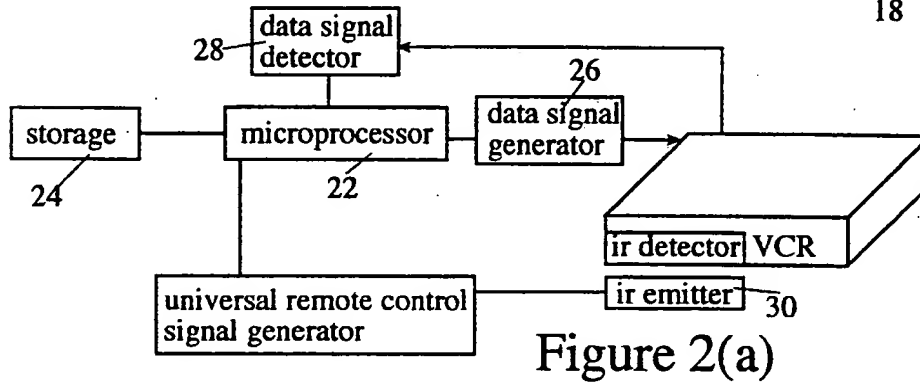 18
data signal
detector
28
26
storage
microprocessor
data signal
generator
24
22
ir detector VCR
universal remote control
signal generator
ir emitter
30
Figure 2(a)